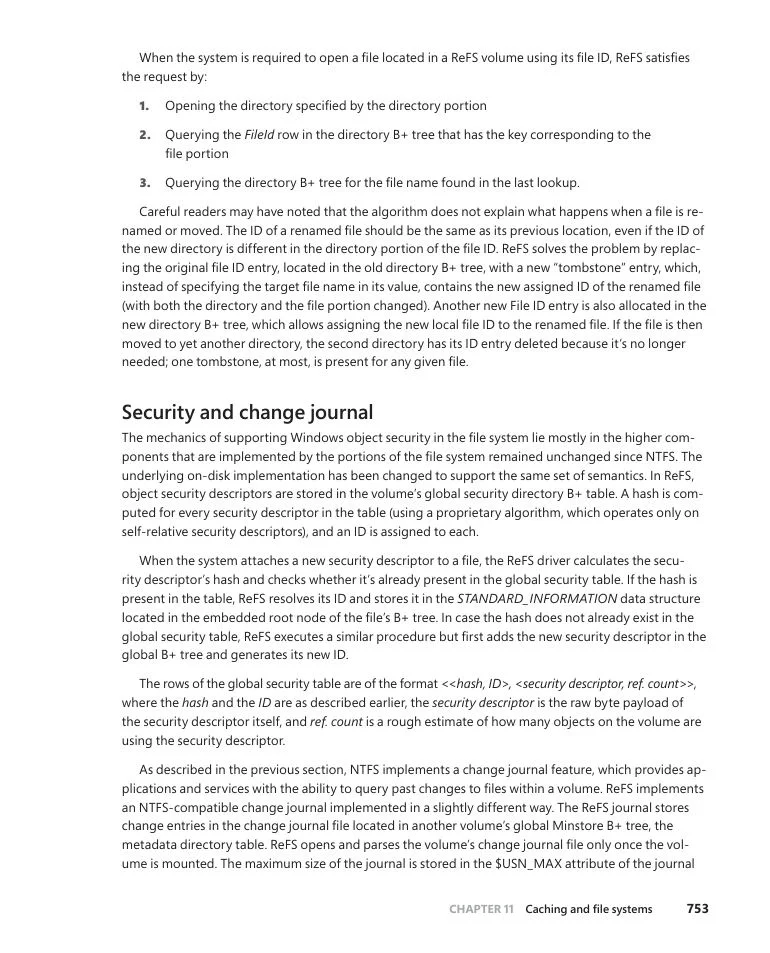 When the system is required to open a file located in a ReFS volume using its file ID, ReFS satisfies
the request by:
1. Opening the directory specified by the directory portion
2. Querying the FileId row in the directory B+ tree that has the key corresponding to the
file portion
3. Querying the directory B+ tree for the file name found in the last lookup.
Careful readers may have noted that the algorithm does not explain what happens when a file is re-
named or moved. The ID of a renamed file should be the same as its previous location, even if the ID of
the new directory is different in the directory portion of the file ID. ReFS solves the problem by replac-
ing the original file ID entry, located in the old directory B+ tree, with a new “tombstone” entry, which,
instead of specifying the target file name in its value, contains the new assigned ID of the renamed file
(with both the directory and the file portion changed). Another new File ID entry is also allocated in the
new directory B+ tree, which allows assigning the new local file ID to the renamed file. If the file is then
moved to yet another directory, the second directory has its ID entry deleted because it’s no longer
needed; one tombstone, at most, is present for any given file.
Security and change journal
The mechanics of supporting Windows object security in the file system lie mostly in the higher com-
ponents that are implemented by the portions of the file system remained unchanged since NTFS. The
underlying on-disk implementation has been changed to support the same set of semantics. In ReFS,
object security descriptors are stored in the volume’s global security directory B+ table. A hash is com-
puted for every security descriptor in the table (using a proprietary algorithm, which operates only on
self-relative security descriptors), and an ID is assigned to each.
When the system attaches a new security descriptor to a file, the ReFS driver calculates the secu-
rity descriptor’s hash and checks whether it’s already present in the global security table. If the hash is
present in the table, ReFS resolves its ID and stores it in the STANDARD_INFORMATION data structure
located in the embedded root node of the file’s B+ tree. In case the hash does not already exist in the
global security table, ReFS executes a similar procedure but first adds the new security descriptor in the
global B+ tree and generates its new ID.
The rows of the global security table are of the format <<hash, ID>, <security descriptor, ref. count>>,
where the hash and the ID are as described earlier, the security descriptor is the raw byte payload of
the security descriptor itself, and ref. count is a rough estimate of how many objects on the volume are
using the security descriptor.
As described in the previous section, NTFS implements a change journal feature, which provides ap-
plications and services with the ability to query past changes to files within a volume. ReFS implements
an NTFS-compatible change journal implemented in a slightly different way. The ReFS journal stores
change entries in the change journal file located in another volume’s global Minstore B+ tree, the
metadata directory table. ReFS opens and parses the volume’s change journal file only once the vol-
ume is mounted. The maximum size of the journal is stored in the $USN_MAX attribute of the journal
CHAPTER 11 Caching and file systems 753